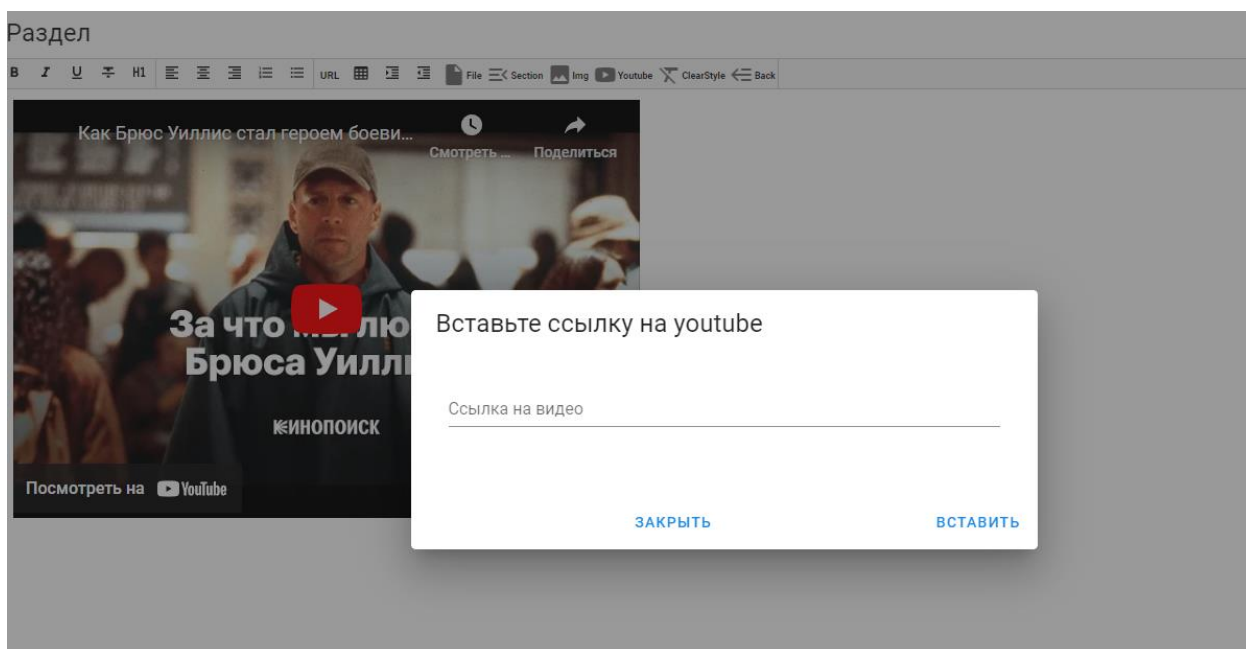 Раздел
B I U T H1 URL File Section Img Youtube ClearStyle Back
Как Брюс Уиллис стал героем боеви...
Смотреть ... Поделиться
За что
Брюса Уилл
КИНОПОИСК
Посмотреть на YouTube
Вставьте ссылку на youtube
Ссылка на видео
ЗАКРЫТЬ ВСТАВИТЬ